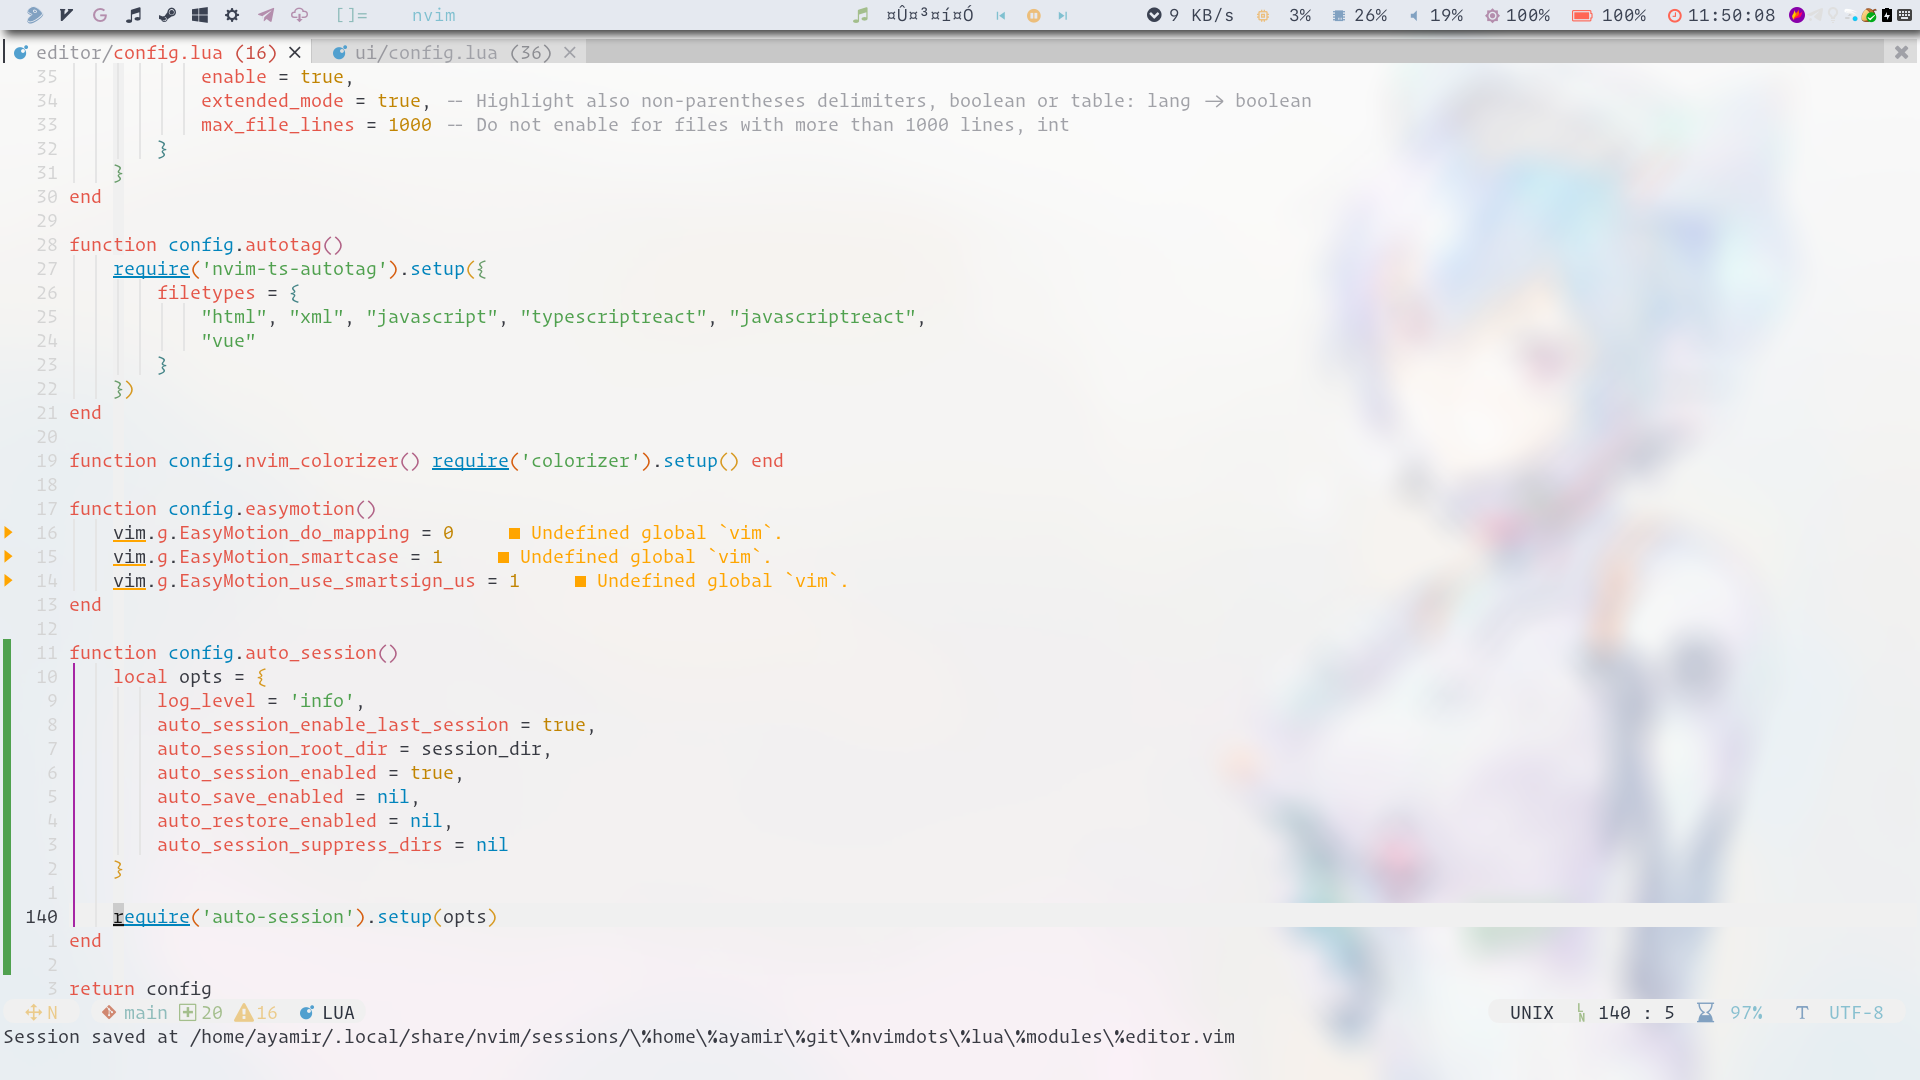 []= nvim ¤Û¤³¤í¤Ó 9 KB/s 3% 26% 19% 100% 100% 11:50:08
editor/config.lua (16) × ui/config.lua (36) ×
35 enable = true,
34 extended_mode = true, -- Highlight also non-parentheses delimiters, boolean or table: lang -> boolean
33 max_file_lines = 1000 -- Do not enable for files with more than 1000 lines, int
32 }
31 }
30 end
29
28 function config.autotag()
27 require('nvim-ts-autotag').setup({
26 filetypes = {
25 "html", "xml", "javascript", "typescriptreact", "javascriptreact",
24 "vue"
23 }
22 })
21 end
20
19 function config.nvim_colorizer() require('colorizer').setup() end
18
17 function config.easymotion()
16 vim.g.EasyMotion_do_mapping = 0 ■ Undefined global `vim`.
15 vim.g.EasyMotion_smartcase = 1 ■ Undefined global `vim`.
14 vim.g.EasyMotion_use_smartsign_us = 1 ■ Undefined global `vim`.
13 end
12
11 function config.auto_session()
10 local opts = {
9 log_level = 'info',
8 auto_session_enable_last_session = true,
7 auto_session_root_dir = session_dir,
6 auto_session_enabled = true,
5 auto_save_enabled = nil,
4 auto_restore_enabled = nil,
3 auto_session_suppress_dirs = nil
2 }
1
140 require('auto-session').setup(opts)
1 end
2
3 return config
N main 20 16 LUA UNIX LN 140 : 5 97% T UTF-8
Session saved at /home/ayamir/.local/share/nvim/sessions/\%home\%ayamir\%git\%nvimdots\%lua\%modules\%editor.vim